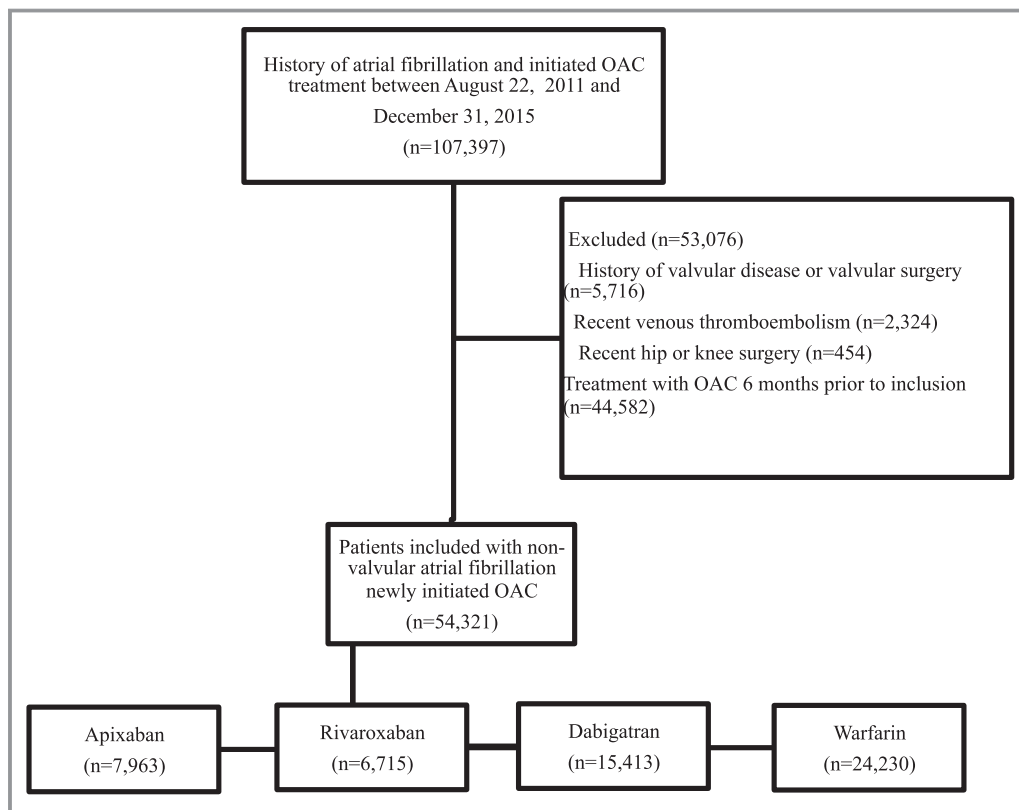 History of atrial fibrillation and initiated OAC
treatment between August 22, 2011 and
December 31, 2015
(n=107,397)
Excluded (n=53,076)
History of valvular disease or valvular surgery
(n=5,716)
Recent venous thromboembolism (n=2,324)
Recent hip or knee surgery (n=454)
Treatment with OAC 6 months prior to inclusion
(n=44,582)
Patients included with non-
valvular atrial fibrillation
newly initiated OAC
(n=54,321)
Apixaban
(n=7,963)
Rivaroxaban
(n=6,715)
Dabigatran
(n=15,413)
Warfarin
(n=24,230)